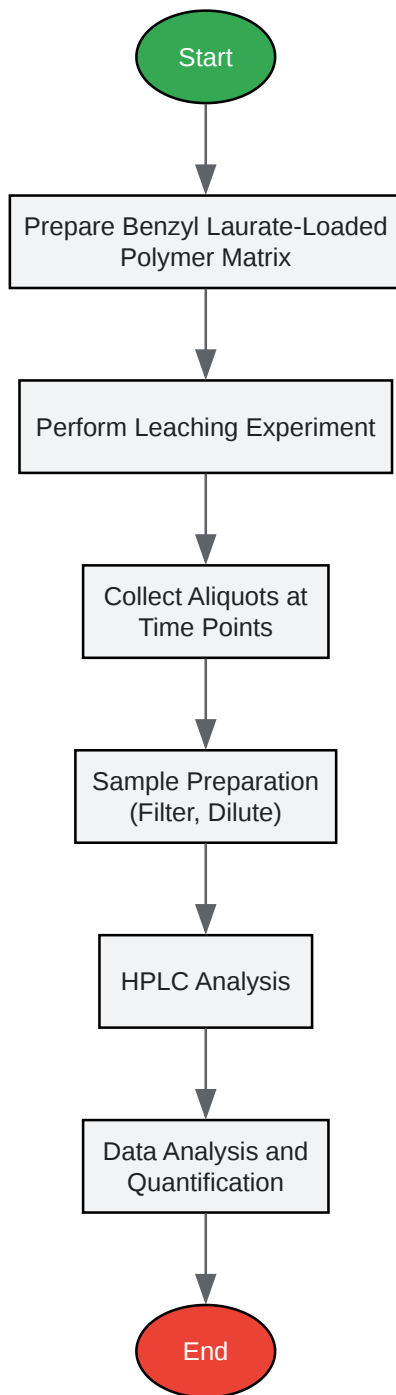 Start
Prepare Benzyl Laurate-Loaded
Polymer Matrix
Perform Leaching Experiment
Collect Aliquots at
Time Points
Sample Preparation
(Filter, Dilute)
HPLC Analysis
Data Analysis and
Quantification
End